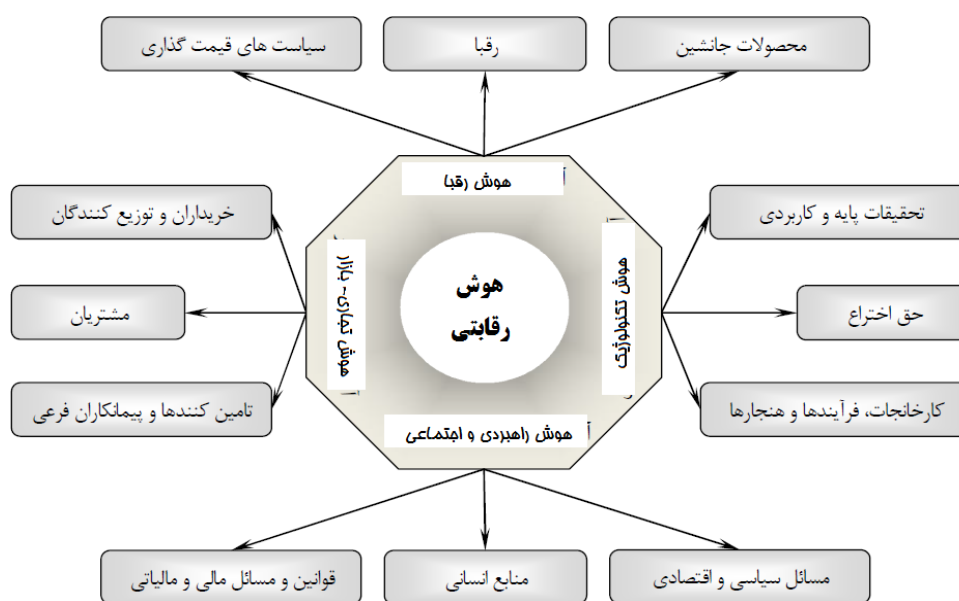 محصولات جانشین
رقبا
سیاست های قیمت گذاری
هوش رقبا
تحقیقات پایه و کاربردی
حق اختراع
کارخانجات، فرآیندها و هنجارها
هوش تکنولوژیک
هوش
رقابتی
هوش تجاری- بازار
خریداران و توزیع کنندگان
مشتریان
تامین کنندها و پیمانکاران فرعی
هوش راهبردی و اجتماعی
مسائل سیاسی و اقتصادی
منابع انسانی
قوانین و مسائل مالی و مالیاتی